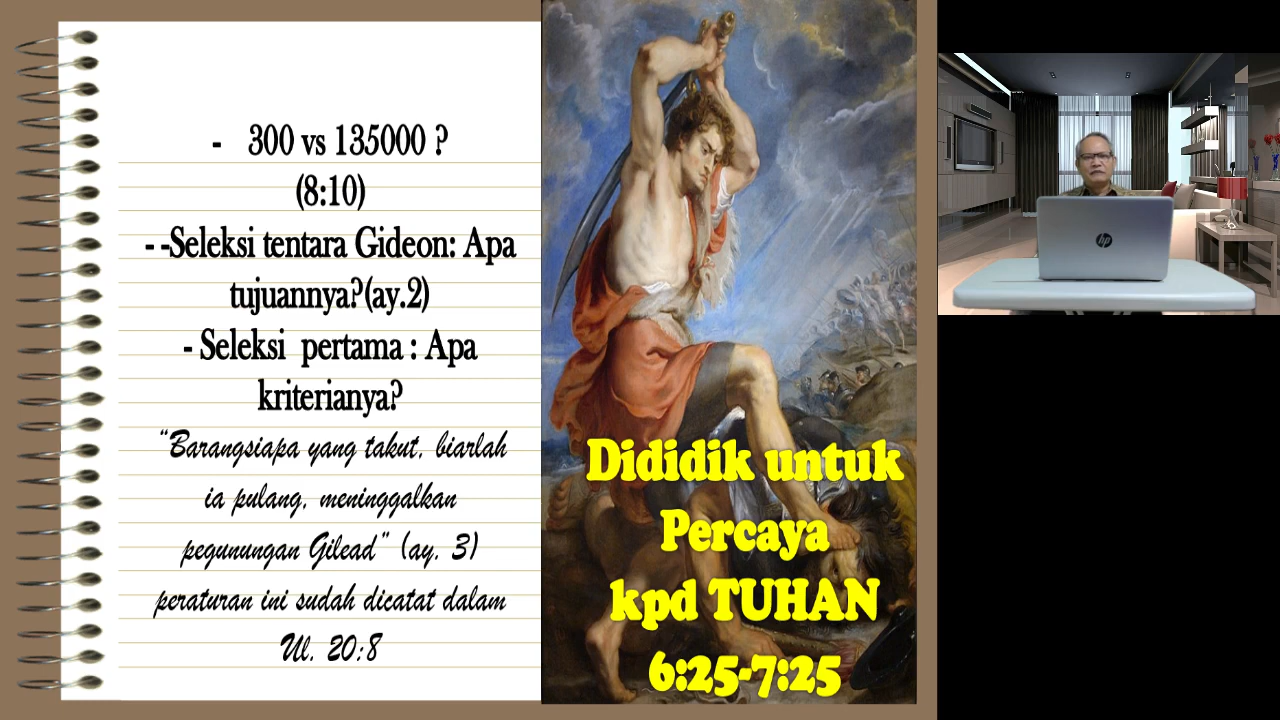 - 300 vs 135000 ?
(8:10)
- -Seleksi tentara Gideon: Apa
tujuannya?(ay.2)
- Seleksi pertama : Apa
kriterianya?
“Barangsiapa yang takut, biarlah
ia pulang, meninggalkan
pegunungan Gilead” (ay. 3)
peraturan ini sudah dicatat dalam
Ul. 20:8
Dididik untuk
Percaya
kpd TUHAN
6:25-7:25
hp